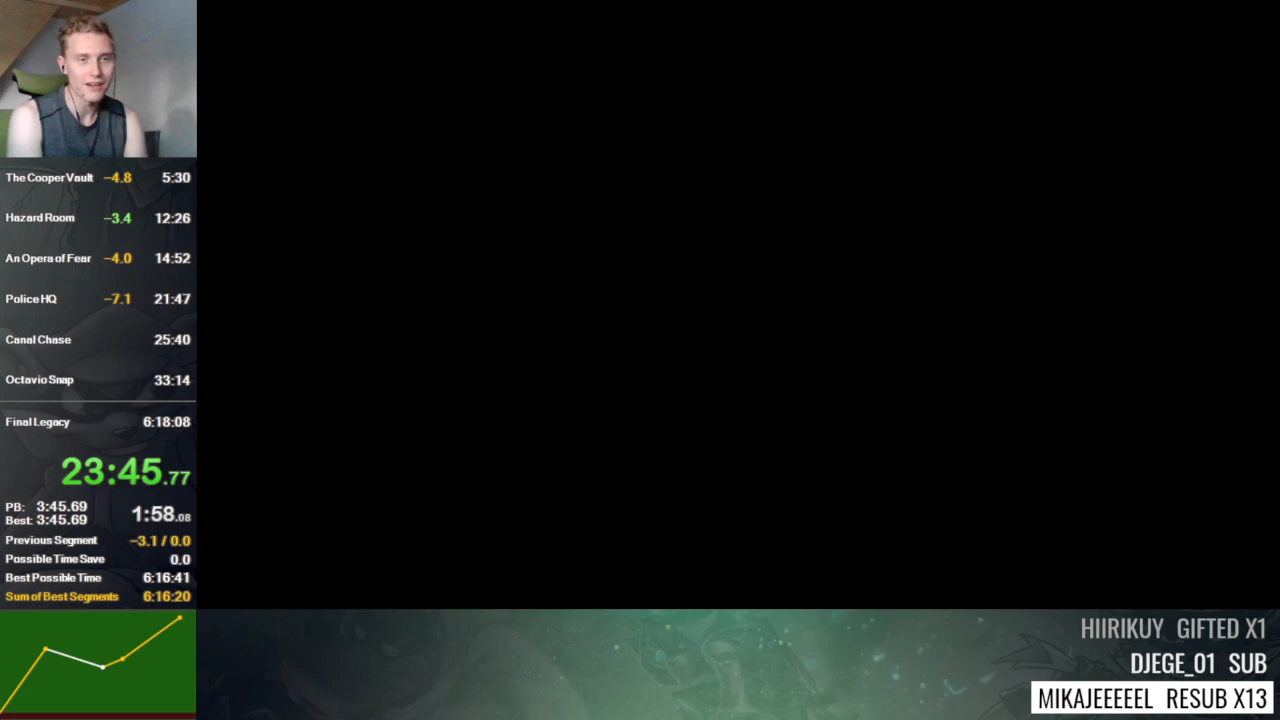 The Cooper Vault -4.8 5:30
Hazard Room -3.4 12:26
An Opera of Fear -4.0 14:52
Police HQ -7.1 21:47
Canal Chase 25:40
Octavio Snap 33:14
Final Legacy 6:18:08
23:45.77
PB: 3:45.69
Best: 3:45.69 1:58.08
Previous Segment -3.1 / 0.0
Possible Time Save 0.0
Best Possible Time 6:16:41
Sum of Best Segments 6:16:20
HIIRIKUY GIFTED X1
DJEGE_01 SUB
MIKAJEEEEEL RESUB X13